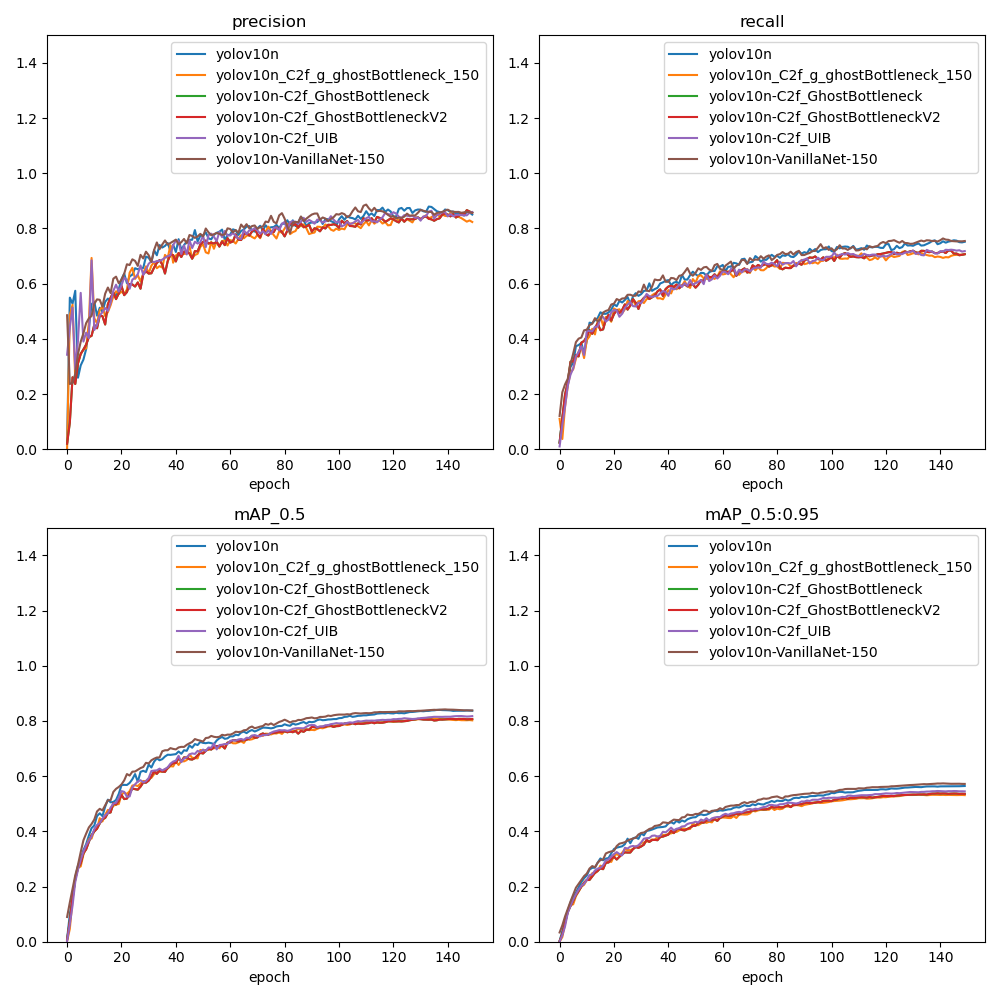 precision
1.4
1.2
1.0
0.8
0.6
0.4
0.2
0.0
yolov10n
yolov10n_C2f_g_ghostBottleneck_150
yolov10n-C2f_GhostBottleneck
yolov10n-C2f_GhostBottleneckV2
yolov10n-C2f_UIB
yolov10n-VanillaNet-150
0 20 40 60 80 100 120 140
epoch
recall
1.4
1.2
1.0
0.8
0.6
0.4
0.2
0.0
yolov10n
yolov10n_C2f_g_ghostBottleneck_150
yolov10n-C2f_GhostBottleneck
yolov10n-C2f_GhostBottleneckV2
yolov10n-C2f_UIB
yolov10n-VanillaNet-150
0 20 40 60 80 100 120 140
epoch
mAP_0.5
1.4
1.2
1.0
0.8
0.6
0.4
0.2
0.0
yolov10n
yolov10n_C2f_g_ghostBottleneck_150
yolov10n-C2f_GhostBottleneck
yolov10n-C2f_GhostBottleneckV2
yolov10n-C2f_UIB
yolov10n-VanillaNet-150
0 20 40 60 80 100 120 140
epoch
mAP_0.5:0.95
1.4
1.2
1.0
0.8
0.6
0.4
0.2
0.0
yolov10n
yolov10n_C2f_g_ghostBottleneck_150
yolov10n-C2f_GhostBottleneck
yolov10n-C2f_GhostBottleneckV2
yolov10n-C2f_UIB
yolov10n-VanillaNet-150
0 20 40 60 80 100 120 140
epoch